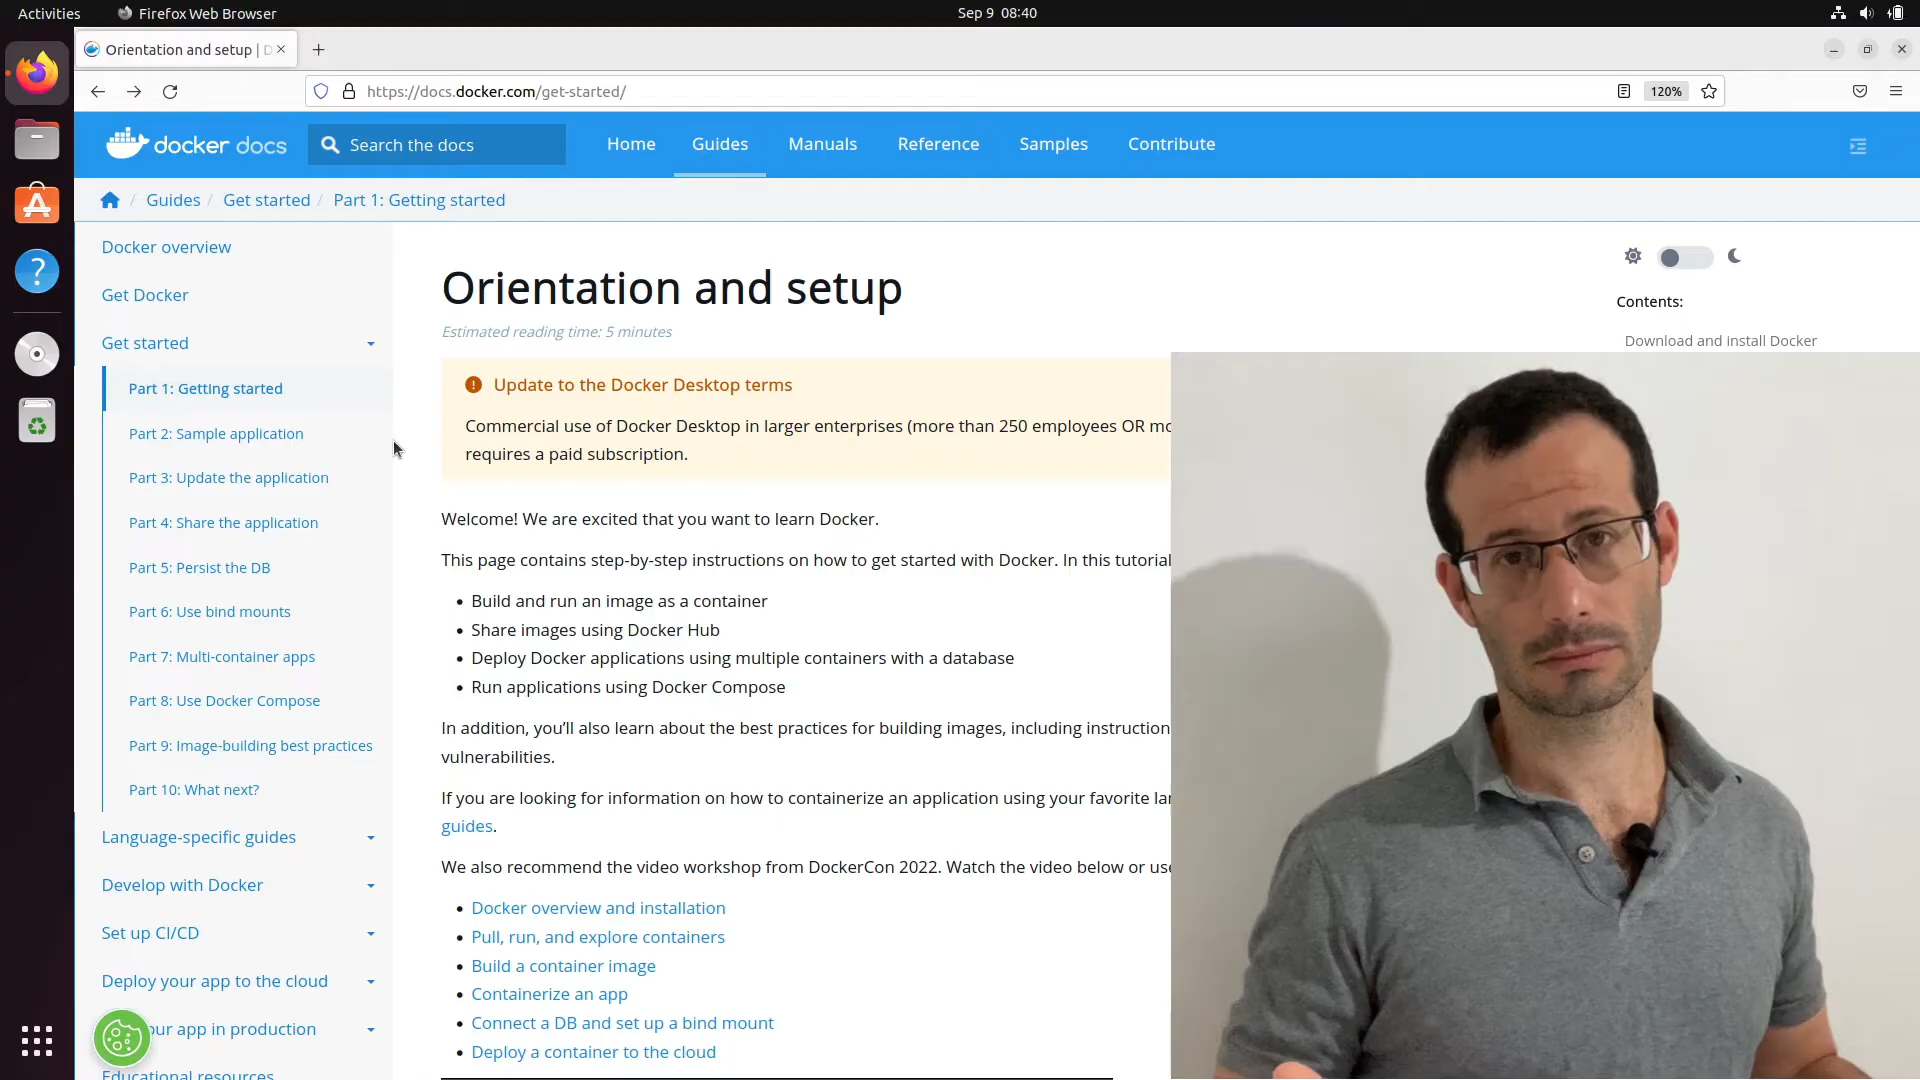 Activities
Firefox Web Browser
Sep 9 08:40
Orientation and setup |
https://docs.docker.com/get-started/
120%
docker docs
Search the docs
Home
Guides
Manuals
Reference
Samples
Contribute
/ Guides / Get started / Part 1: Getting started
Docker overview
Get Docker
Get started
Part 1: Getting started
Part 2: Sample application
Part 3: Update the application
Part 4: Share the application
Part 5: Persist the DB
Part 6: Use bind mounts
Part 7: Multi-container apps
Part 8: Use Docker Compose
Part 9: Image-building best practices
Part 10: What next?
Language-specific guides
Develop with Docker
Set up CI/CD
Deploy your app to the cloud
app in production
Educational resources
Orientation and setup
Estimated reading time: 5 minutes
Update to the Docker Desktop terms
Commercial use of Docker Desktop in larger enterprises (more than 250 employees OR
requires a paid subscription.
Welcome! We are excited that you want to learn Docker.
This page contains step-by-step instructions on how to get started with Docker. In this tutorial
• Build and run an image as a container
• Share images using Docker Hub
• Deploy Docker applications using multiple containers with a database
• Run applications using Docker Compose
In addition, you’ll also learn about the best practices for building images, including instruction
vulnerabilities.
If you are looking for information on how to containerize an application using your favorite
guides.
We also recommend the video workshop from DockerCon 2022. Watch the video below or
• Docker overview and installation
• Pull, run, and explore containers
• Build a container image
• Containerize an app
• Connect a DB and set up a bind mount
• Deploy a container to the cloud
Contents:
Download and install Docker